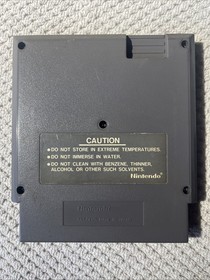 CAUTION
•DO NOT STORE IN EXTREME TEMPERATURES.
•DO NOT IMMERSE IN WATER.
•DO NOT CLEAN WITH BENZENE, THINNER,
ALCOHOL OR OTHER SUCH SOLVENTS.
Nintendo®